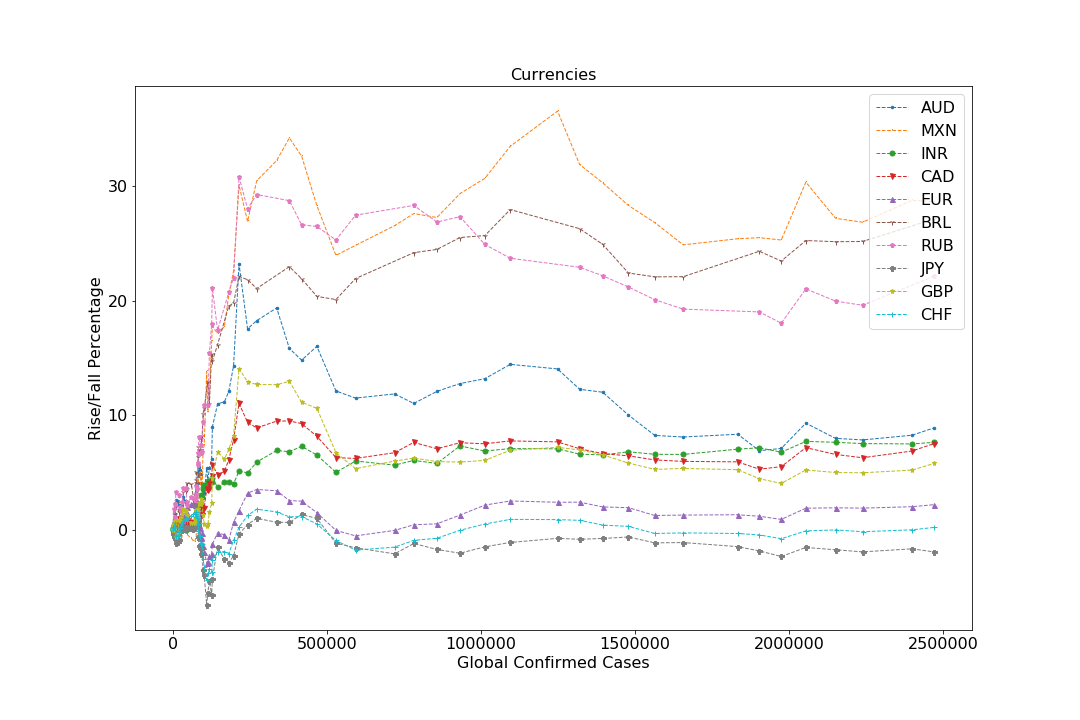 Currencies
AUD
MXN
INR
CAD
EUR
BRL
RUB
JPY
GBP
CHF
Rise/Fall Percentage
30
20
10
0
0
500000
1000000
1500000
2000000
2500000
Global Confirmed Cases